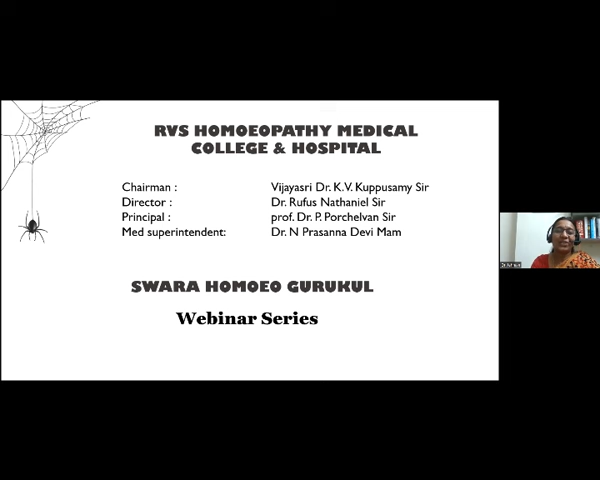 RVS HOMOEOPATHY MEDICAL
COLLEGE & HOSPITAL
Chairman : Vijayasri Dr. K.V. Kuppusamy Sir
Director : Dr. Rufus Nathaniel Sir
Principal : prof. Dr. P. Porchelvan Sir
Med superintendent: Dr. N Prasanna Devi Mam
SWARA HOMOEO GURUKUL
Webinar Series